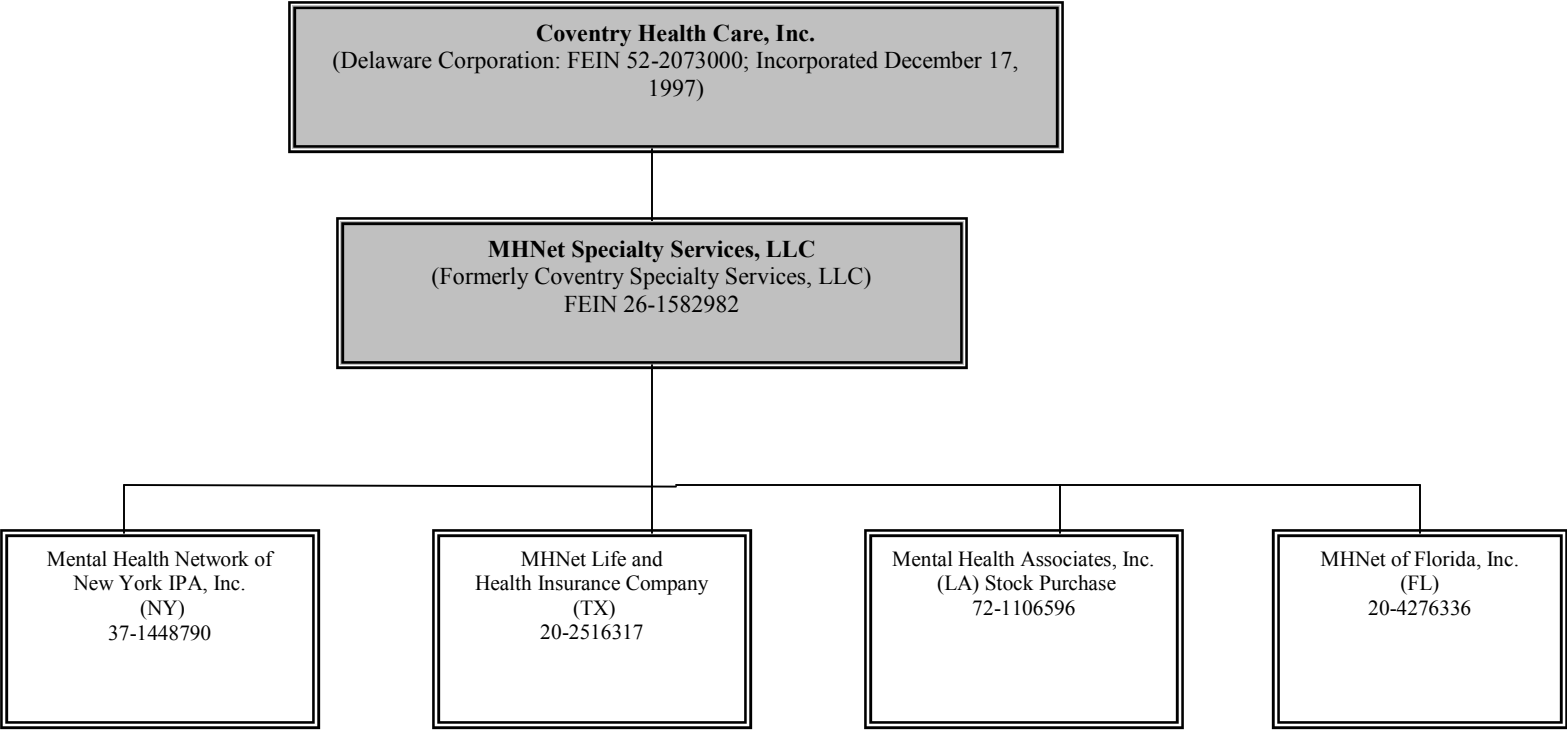 Coventry Health Care, Inc.
(Delaware Corporation: FEIN 52-2073000; Incorporated December 17,
1997)
MHNet Specialty Services, LLC
(Formerly Coventry Specialty Services, LLC)
FEIN 26-1582982
Mental Health Network of
New York IPA, Inc.
(NY)
37-1448790
MHNet Life and
Health Insurance Company
(TX)
20-2516317
Mental Health Associates, Inc.
(LA) Stock Purchase
72-1106596
MHNet of Florida, Inc.
(FL)
20-4276336